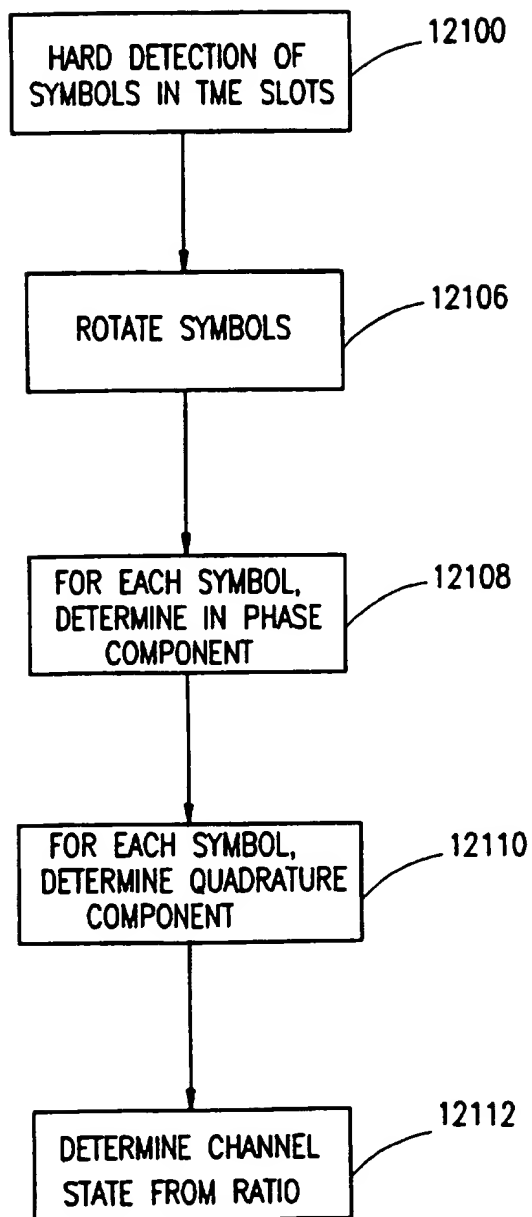 12100
HARD DETECTION OF
SYMBOLS IN TME SLOTS
12106
ROTATE SYMBOLS
12108
FOR EACH SYMBOL,
DETERMINE IN PHASE
COMPONENT
12110
FOR EACH SYMBOL,
DETERMINE QUADRATURE
COMPONENT
12112
DETERMINE CHANNEL
STATE FROM RATIO